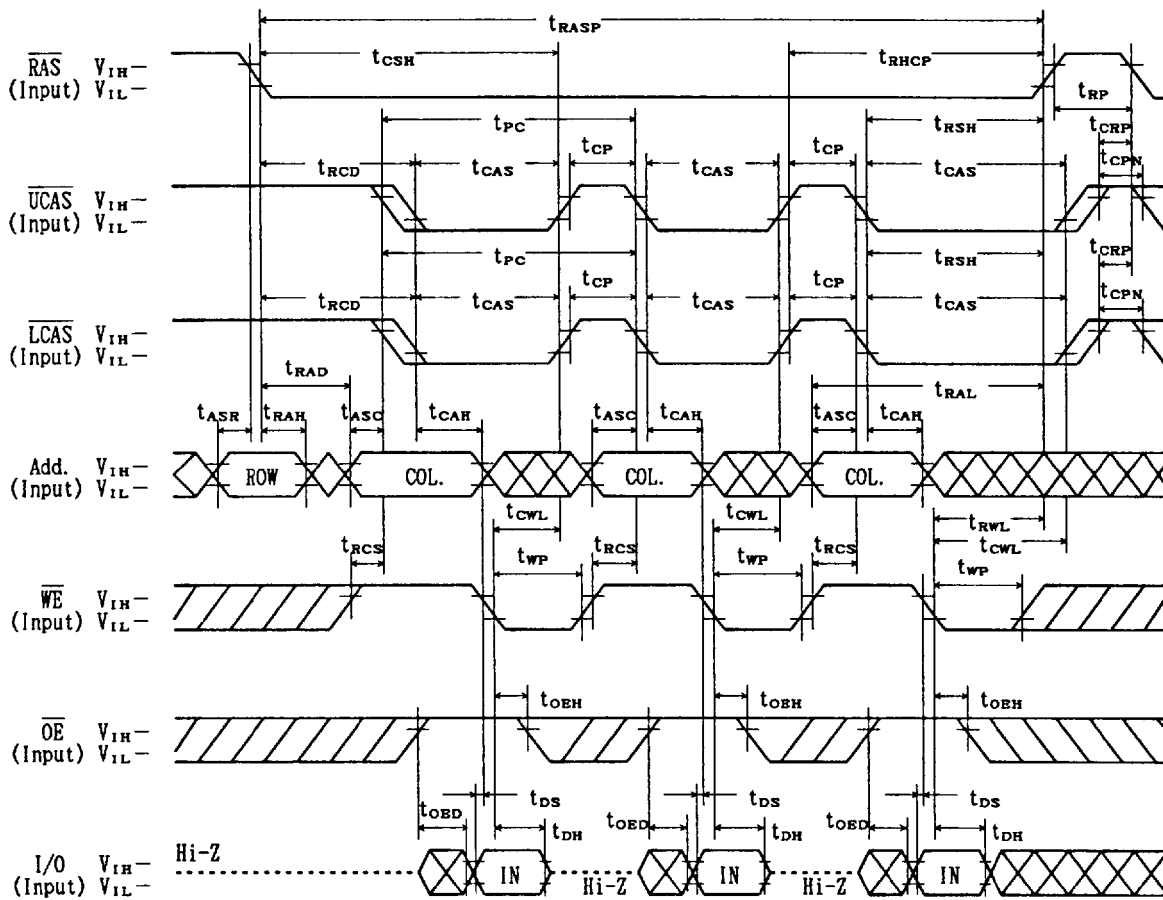 tRASP
tCSH
tRHCP
RAS VIH
(Input) VIL
tRP
tPC
tRSH
tCRP
tRCD
tCAS
tCP
tCAS
tCP
tCAS
tCPN
UCAS VIH
(Input) VIL
tPC
tRSH
tCRP
tRCD
tCAS
tCP
tCAS
tCP
tCAS
tCPN
LCAS VIH
(Input) VIL
tRAD
tRAL
tASR
tRAH
tASC
tCAH
tASC
tCAH
tASC
tCAH
Add. VIH
(Input) VIL
ROW
COL.
COL.
COL.
tCWL
tCWL
tRWL
tCWL
tRCS
tWP
tRCS
tWP
tRCS
tWP
WE VIH
(Input) VIL
tOEH
tOEH
tOEH
OE VIH
(Input) VIL
tOED
tDS
tDH
tOED
tDS
tDH
tOED
tDS
tDH
I/O VIH
(Input) VIL
Hi-Z
IN
Hi-Z
IN
Hi-Z
IN